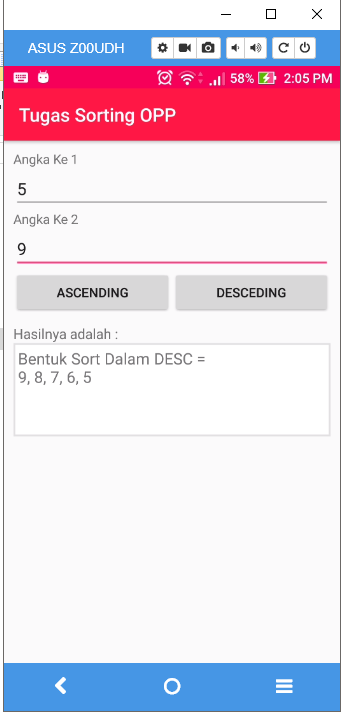 ASUS Z00UDH
58% 2:05 PM
Tugas Sorting OPP
Angka Ke 1
5
Angka Ke 2
9
ASCENDING DESCEDING
Hasilnya adalah :
Bentuk Sort Dalam DESC =
9, 8, 7, 6, 5